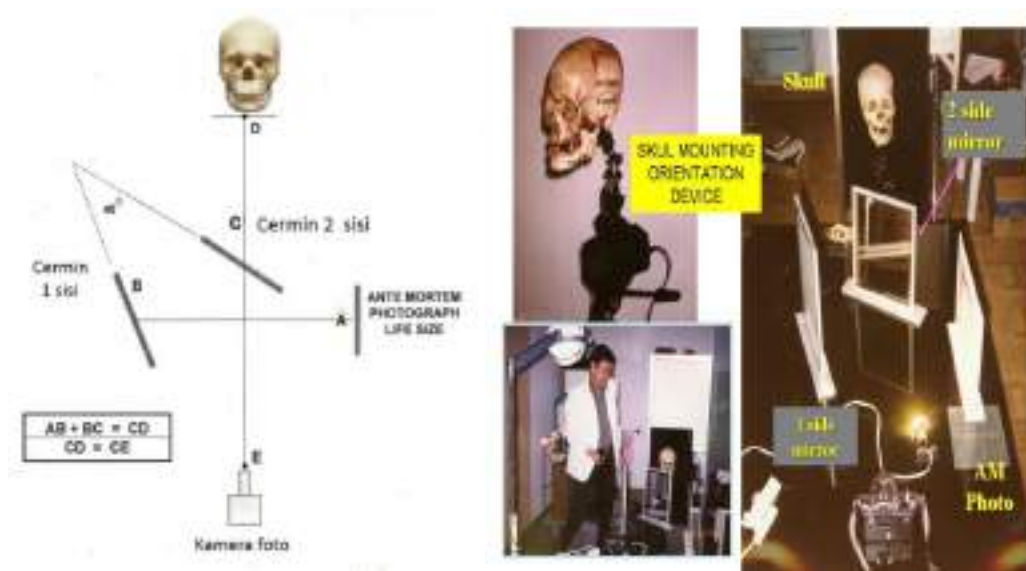 D
C
Cermin 2 sisi
Cermin
1 sisi
B
A
ANTE MORTEM
PHOTOGRAPH
LIFE SIZE
AB + BC = CD
CD = CE
E
Kamera foto
SKUL MOUNTING
ORIENTATION
DEVICE
Skull
2 side
mirror
1 side
mirror
AM
Photo